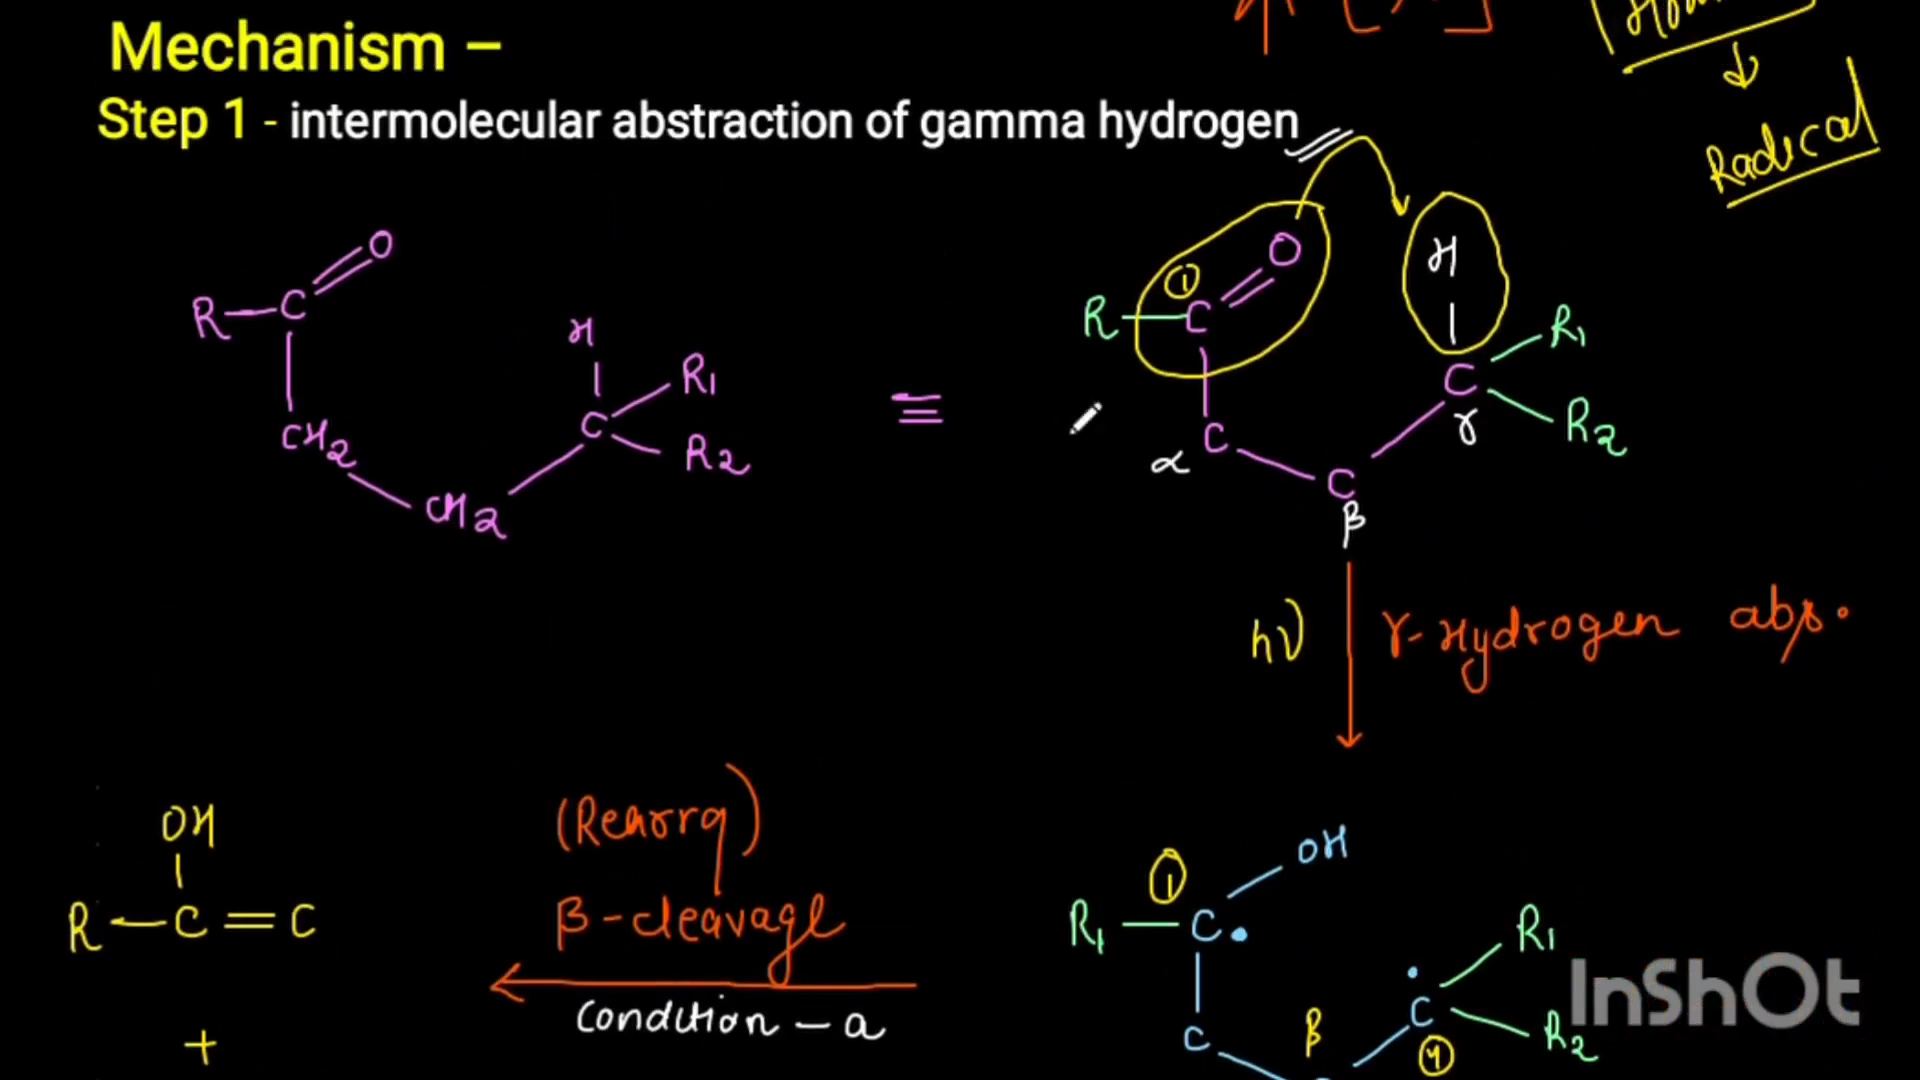 Mechanism –
Step 1 - intermolecular abstraction of gamma hydrogen
Radical
R C O
CH2
CH2
H
C R1
R2
≡
R C O
1
H
C R1
R2
α C
C
β
γ
hν γ-Hydrogen abs.
OH
R – C = C
+
(Rearrg)
β-cleavage
Condition – a
1 OH
R1 – C.
C
β
. C R1
R2
4
InShOt